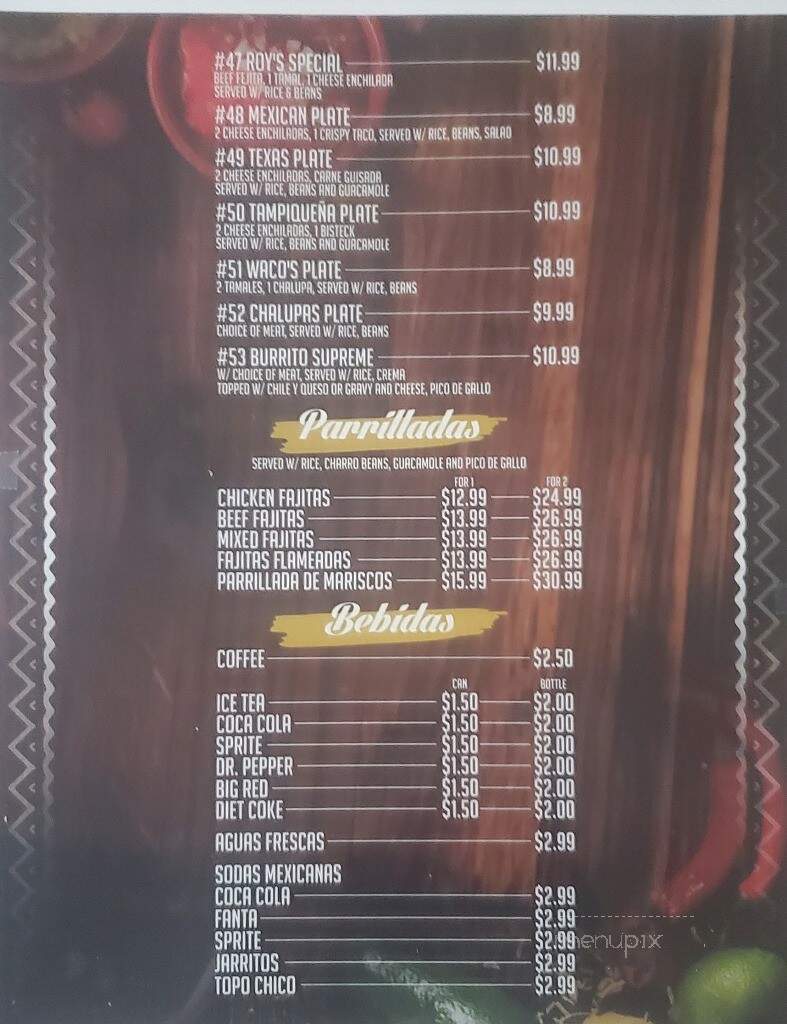 #47 ROY'S SPECIAL $11.99
BEEF FEJITA, 1 TAMAL, 1 CHEESE ENCHILADA
SERVED W/ RICE & BEANS
#48 MEXICAN PLATE $8.99
2 CHEESE ENCHILADAS, 1 CRISPY TACO, SERVED W/ RICE, BEANS, SALAD
#49 TEXAS PLATE $10.99
2 CHEESE ENCHILADAS, CARNE GUISADA
SERVED W/ RICE, BEANS AND GUACAMOLE
#50 TAMPIQUEÑA PLATE $10.99
2 CHEESE ENCHILADAS, 1 BISTECK
SERVED W/ RICE, BEANS AND GUACAMOLE
#51 WACO'S PLATE $8.99
2 TAMALES, 1 CHALUPA, SERVED W/ RICE, BEANS
#52 CHALUPAS PLATE $9.99
CHOICE OF MEAT, SERVED W/ RICE, BEANS
#53 BURRITO SUPREME $10.99
W/ CHOICE OF MEAT, SERVED W/ RICE, CREMA
TOPPED W/ CHILE Y QUESO OR GRAVY AND CHEESE, PICO DE GALLO
Parrilladas
SERVED W/ RICE, CHARRO BEANS, GUACAMOLE AND PICO DE GALLO
FOR 1 FOR 2
CHICKEN FAJITAS $12.99 $24.99
BEEF FAJITAS $13.99 $26.99
MIXED FAJITAS $13.99 $26.99
FAJITAS FLAMEADAS $13.99 $26.99
PARRILLADA DE MARISCOS $15.99 $30.99
Bebidas
COFFEE $2.50
CAN BOTTLE
ICE TEA $1.50 $2.00
COCA COLA $1.50 $2.00
SPRITE $1.50 $2.00
DR. PEPPER $1.50 $2.00
BIG RED $1.50 $2.00
DIET COKE $1.50 $2.00
AGUAS FRESCAS $2.99
SODAS MEXICANAS
COCA COLA $2.99
FANTA $2.99
SPRITE $2.99
menupix
JARRITOS $2.99
TOPO CHICO $2.99